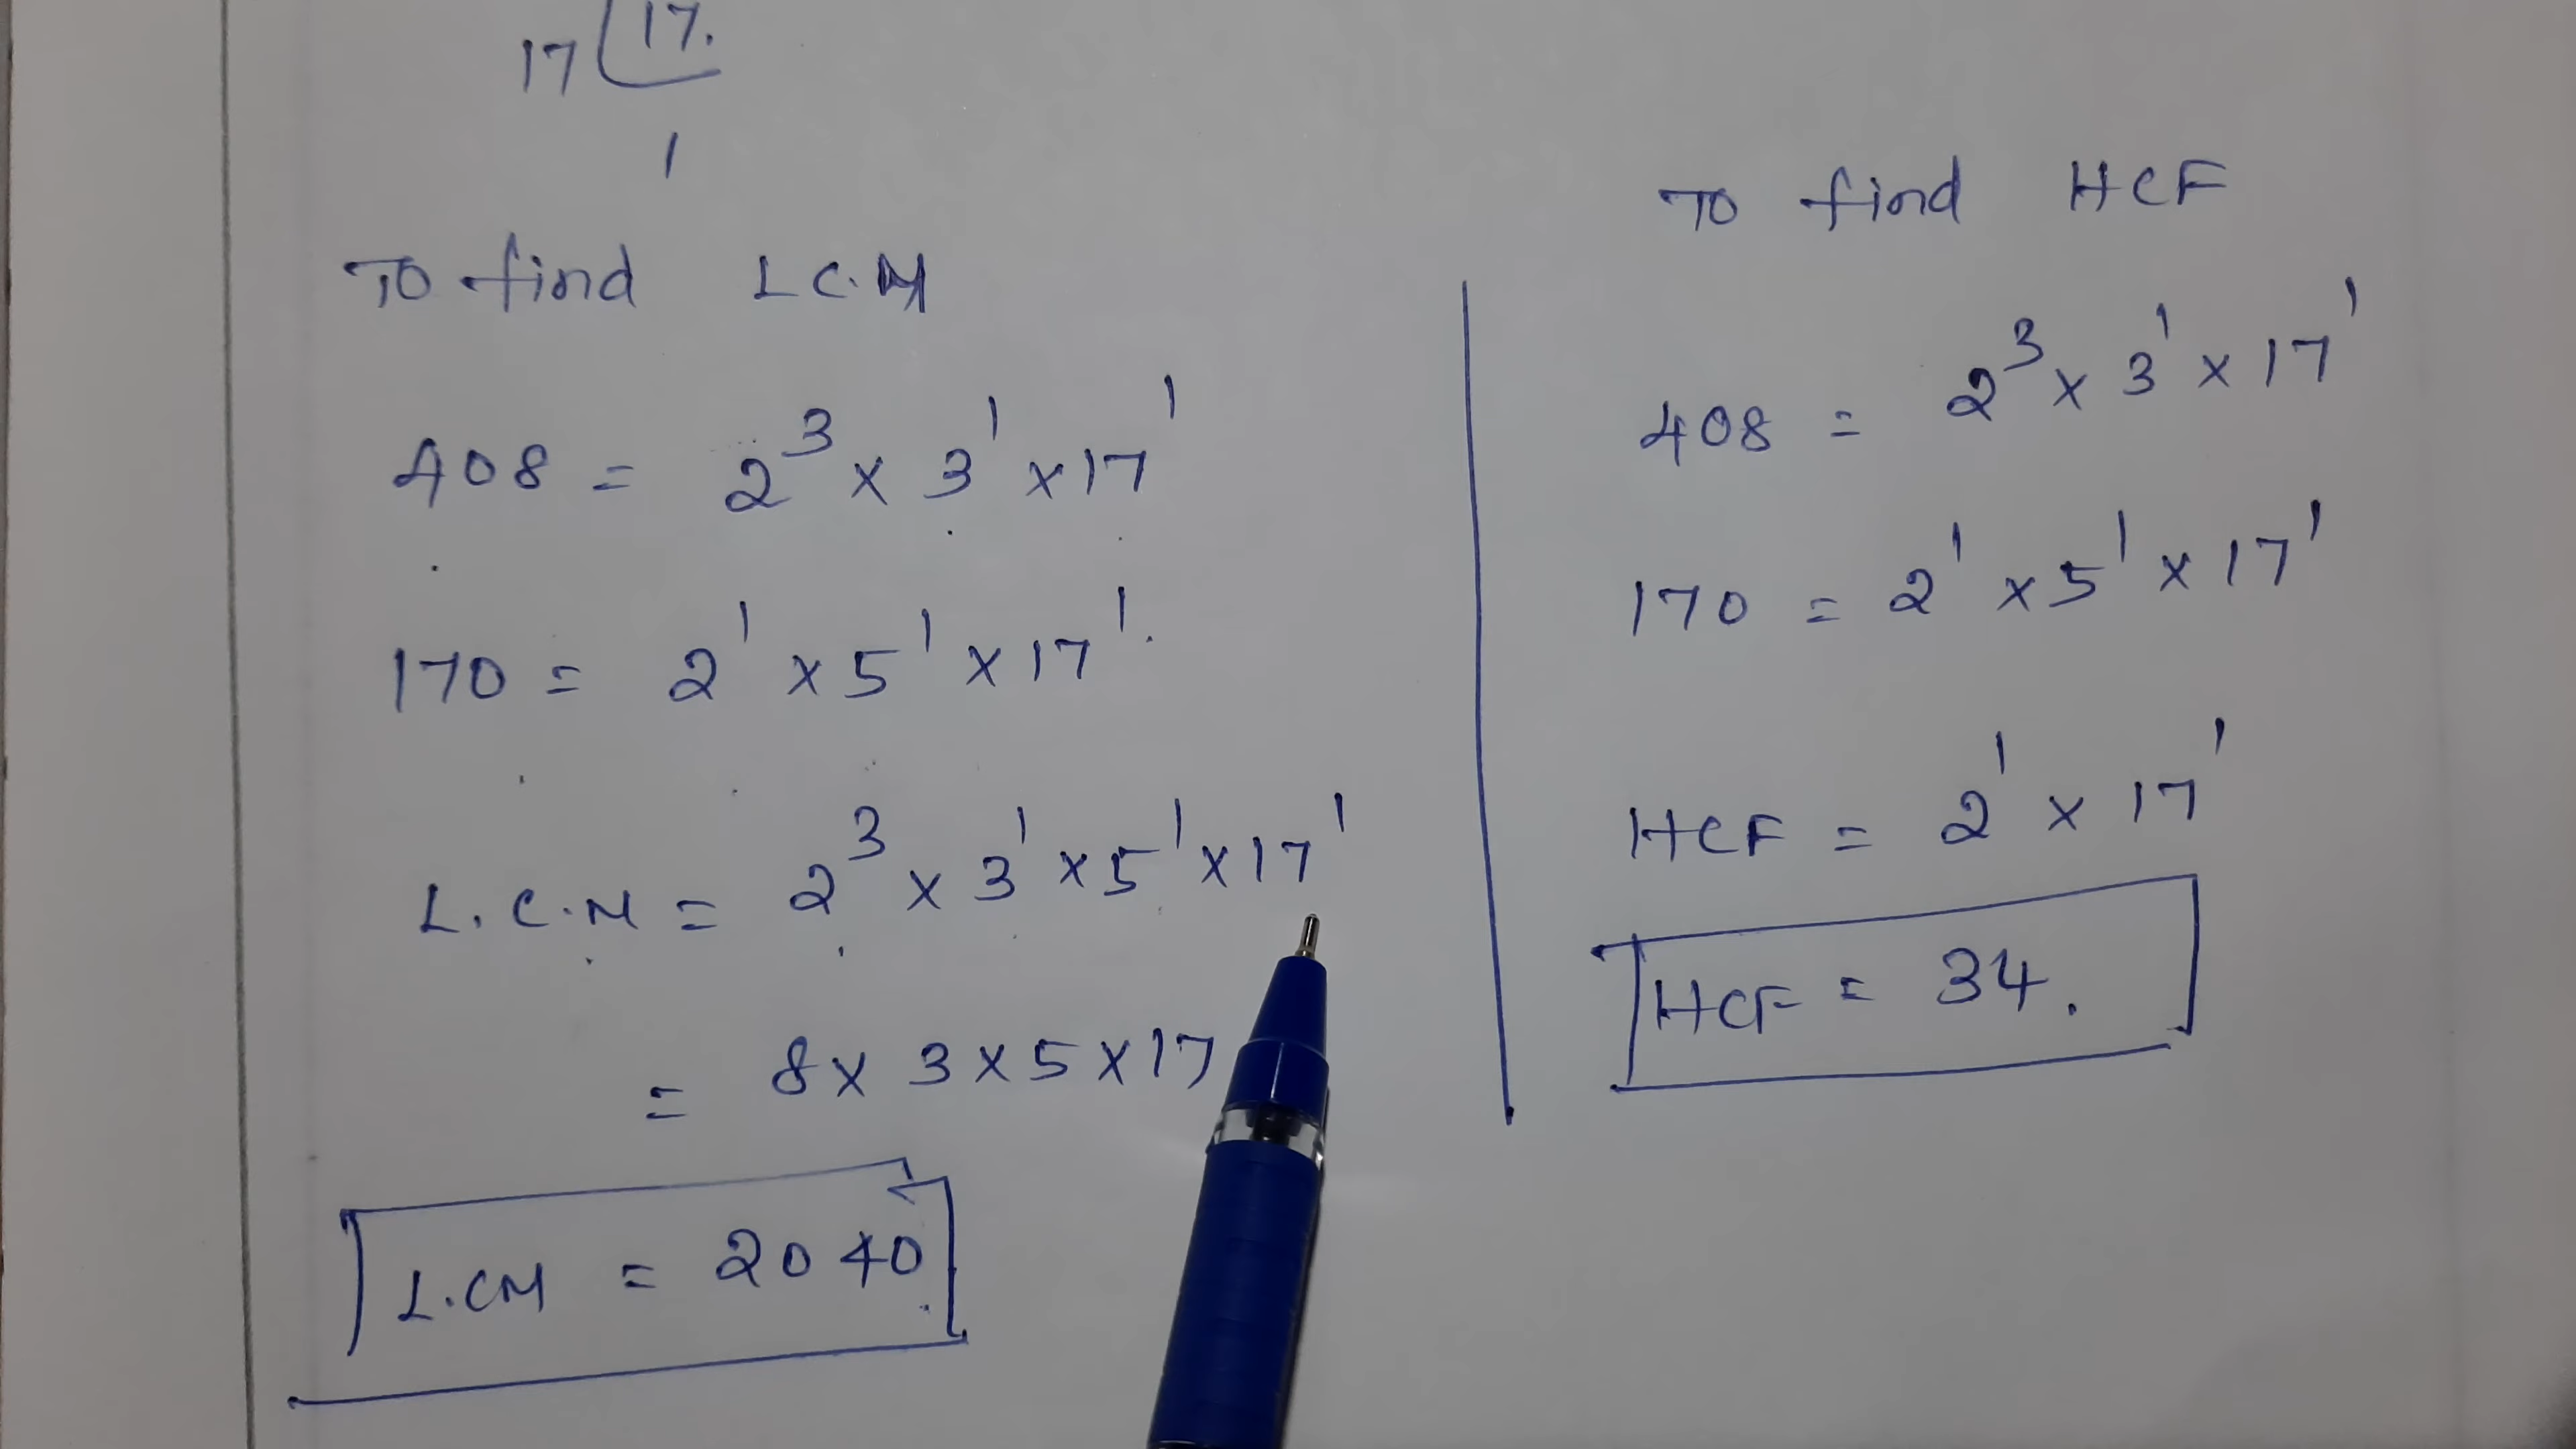 17 17.
1
To find L C.M
408 = 2³ × 3¹ × 17¹
170 = 2¹ × 5¹ × 17¹.
L.C.M = 2³ × 3¹ × 5¹ × 17¹
= 8 × 3 × 5 × 17
L.CM = 2040
To find HCF
408 = 2³ × 3¹ × 17¹
170 = 2¹ × 5¹ × 17¹
HCF = 2¹ × 17¹
HCF = 34.